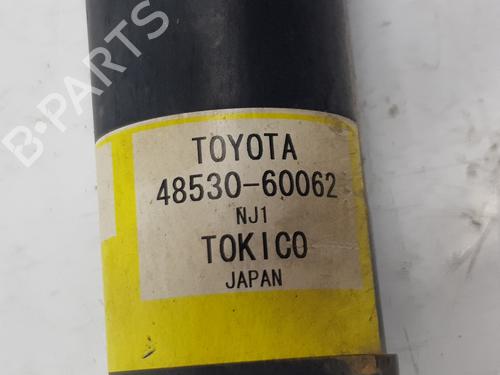 B-PARTS
TOYOTA
48530-60062
NJ1
TOKICO
JAPAN